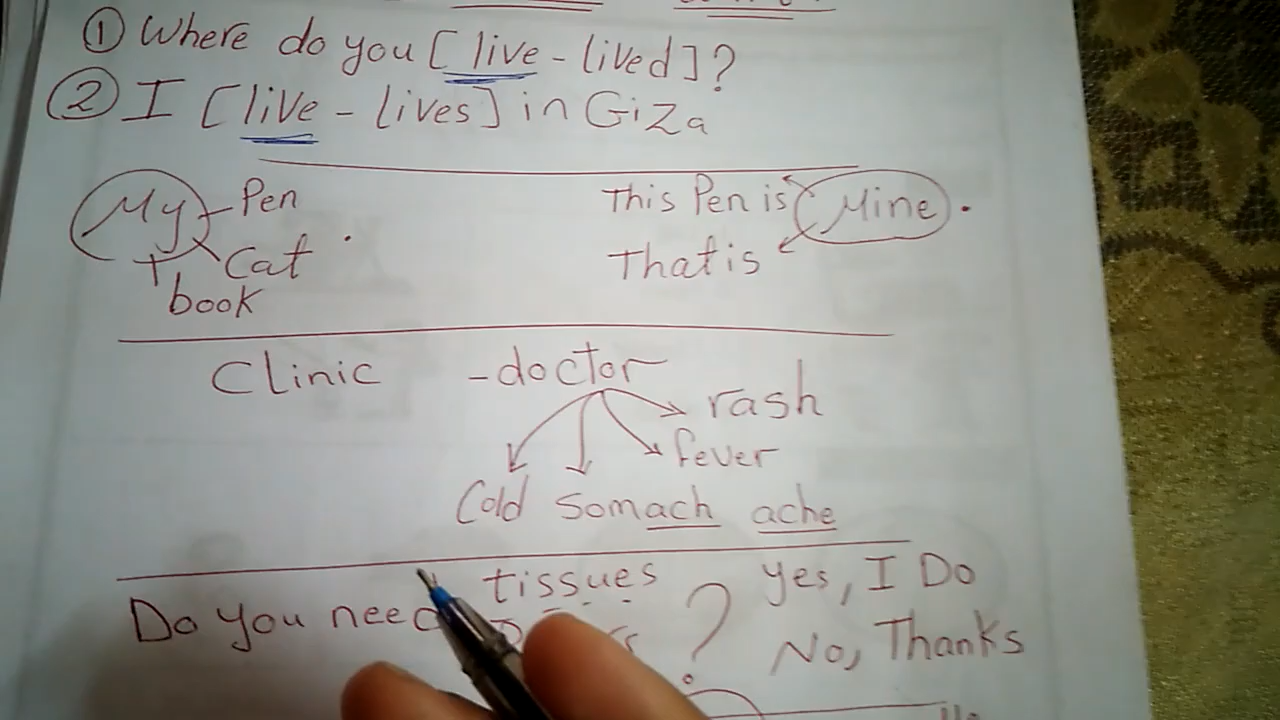 ① Where do you [live - lived]?
② I [live - lives] in Giza
My Pen
Cat
book
This Pen is Mine.
That is
Clinic - doctor
rash
fever
Cold Somach ache
Do you need tissues ?
Yes, I Do
No, Thanks